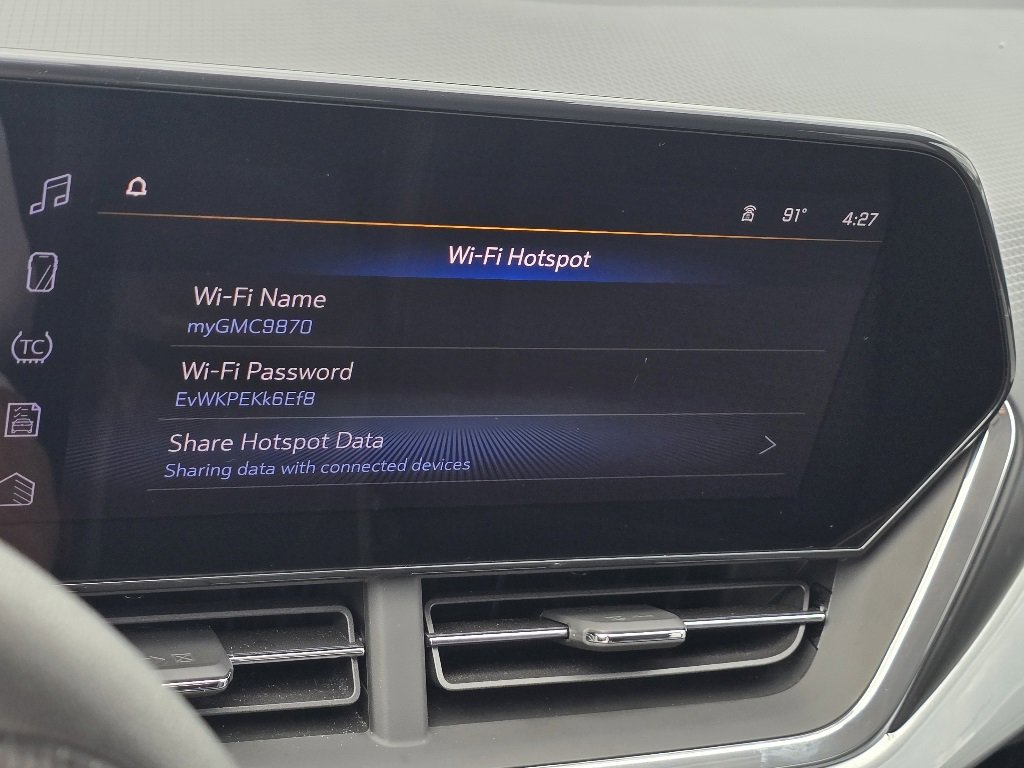 91° 4:27
Wi-Fi Hotspot
Wi-Fi Name
myGMC9870
TC
Wi-Fi Password
EvWKPEKk6Ef8
Share Hotspot Data
Sharing data with connected devices